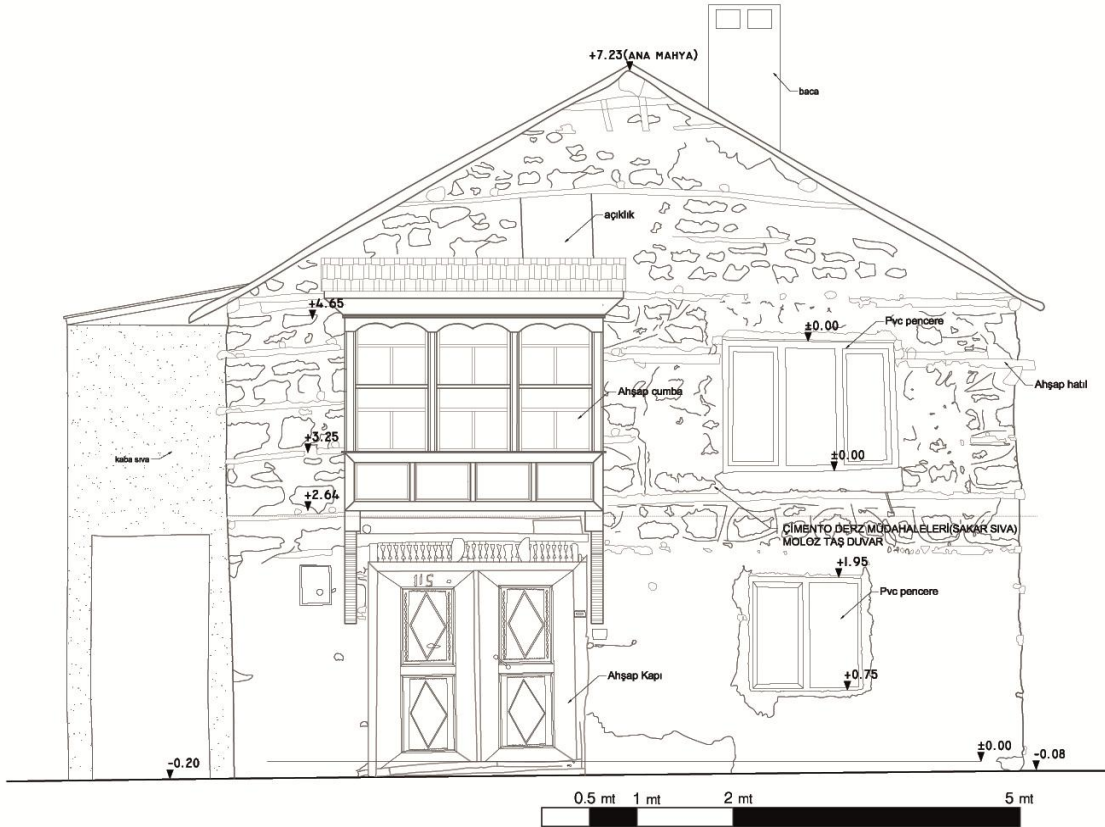 +7.23(ANA MAHYA)
baca
açıklık
+4.65
±0.00
Pvc pencere
Ahşap hatıl
Ahşap cumba
+3.25
kaba sıva
±0.00
+2.64
ÇİMENTO DERZ MÜDAHALELERİ(SAKAR SIVA)
MOLOZ TAŞ DUVAR
+1.95
511
Pvc pencere
Ahşap Kapı
+0.75
±0.00
-0.08
-0.20
0.5 mt 1 mt 2 mt 5 mt